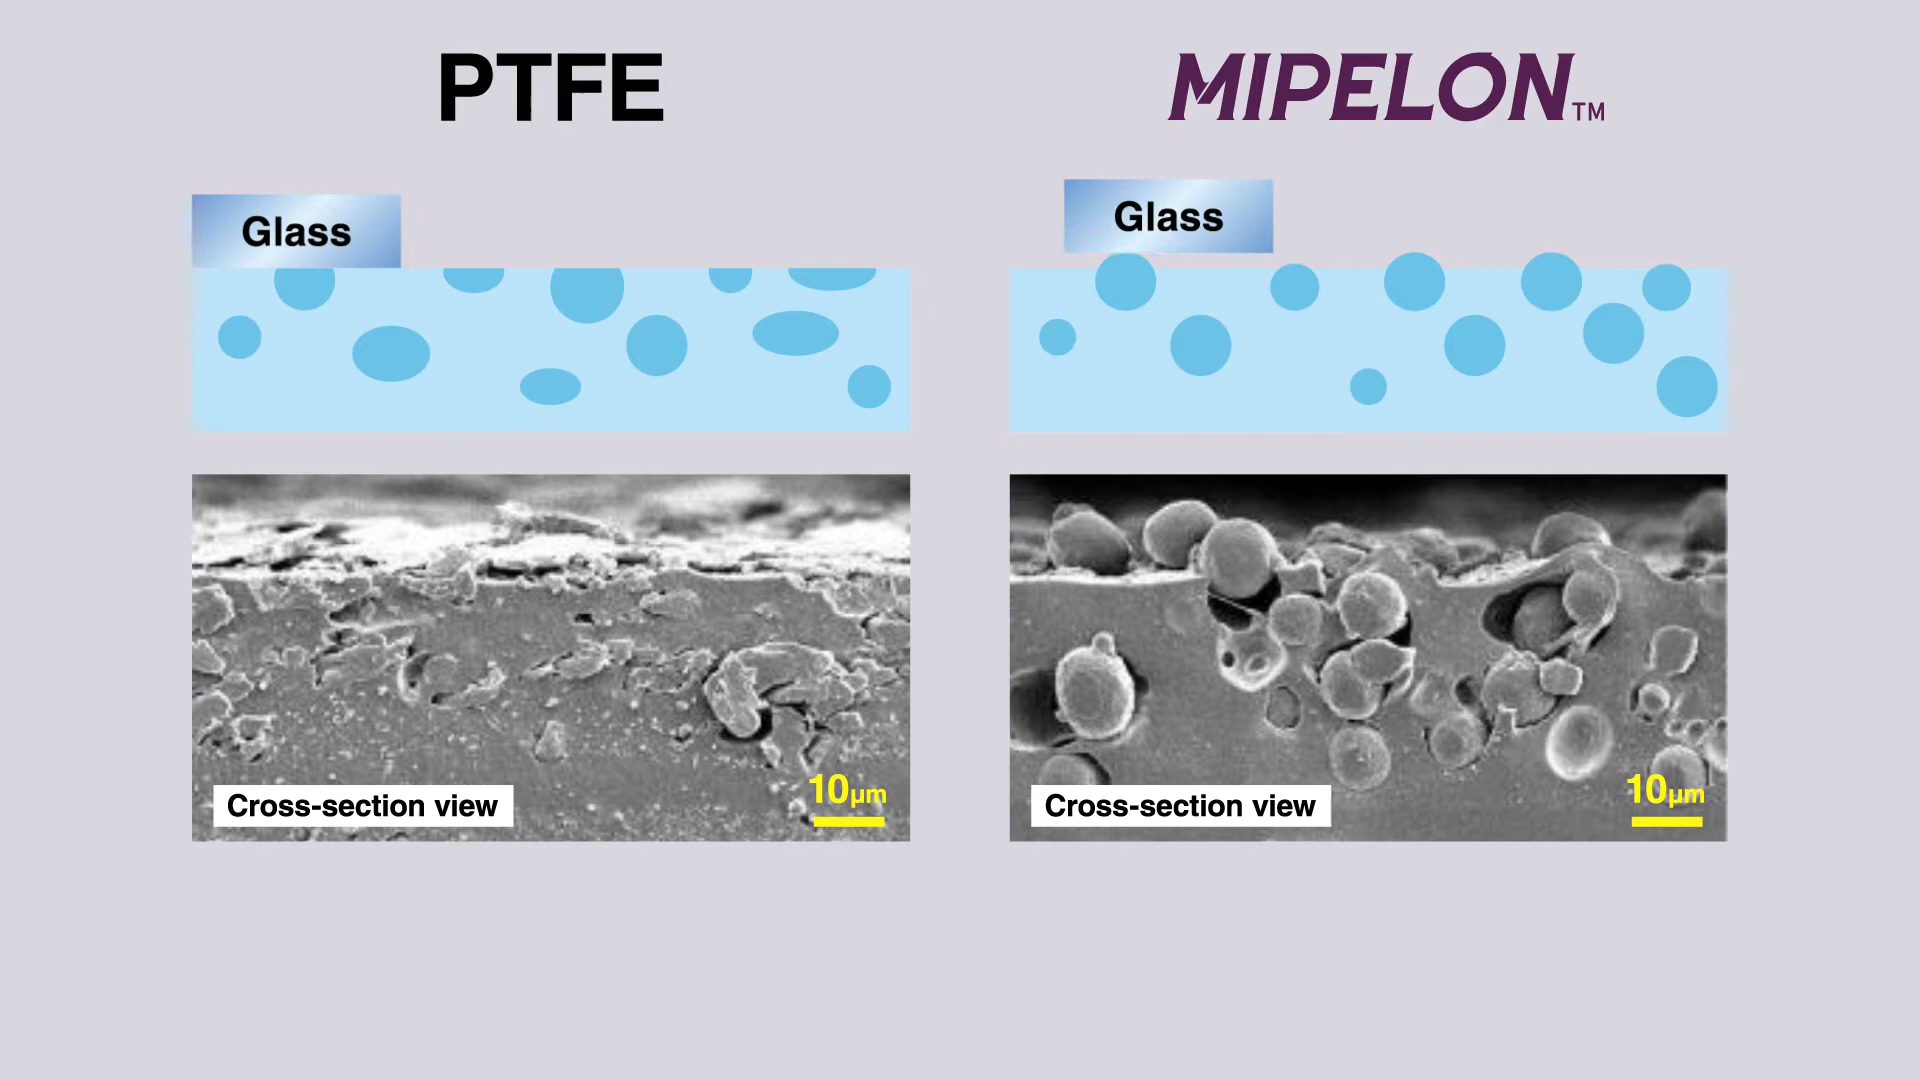 PTFE
MIPELON™
Glass
Glass
Cross-section view
10μm
Cross-section view
10μm